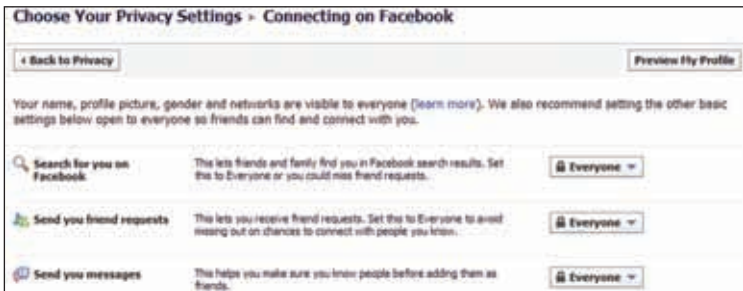 Choose Your Privacy Settings ▸ Connecting on Facebook
‹ Back to Privacy
Preview My Profile
Your name, profile picture, gender and networks are visible to everyone (learn more). We also recommend setting the other basic
settings below open to everyone so friends can find and connect with you.
Search for you on
Facebook
This lets friends and family find you in Facebook search results. Set
this to Everyone or you could miss friend requests.
Everyone
Send you friend requests
This lets you receive friend requests. Set this to Everyone to avoid
missing out on chances to connect with people you know.
Everyone
Send you messages
This helps you make sure you know people before adding them as
friends.
Everyone